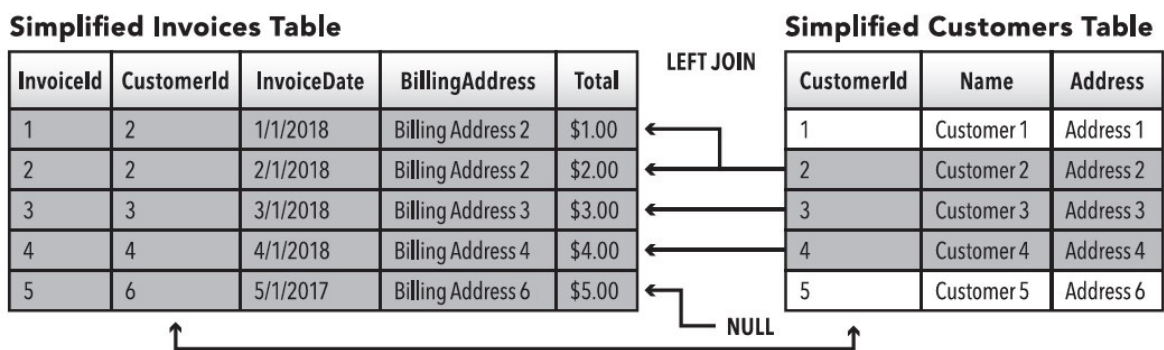 Simplified Invoices Table
InvoiceId CustomerId InvoiceDate BillingAddress Total
1 2 1/1/2018 Billing Address 2 $1.00
2 2 2/1/2018 Billing Address 2 $2.00
3 3 3/1/2018 Billing Address 3 $3.00
4 4 4/1/2018 Billing Address 4 $4.00
5 6 5/1/2017 Billing Address 6 $5.00
LEFT JOIN
NULL
Simplified Customers Table
CustomerId Name Address
1 Customer 1 Address 1
2 Customer 2 Address 2
3 Customer 3 Address 3
4 Customer 4 Address 4
5 Customer 5 Address 6